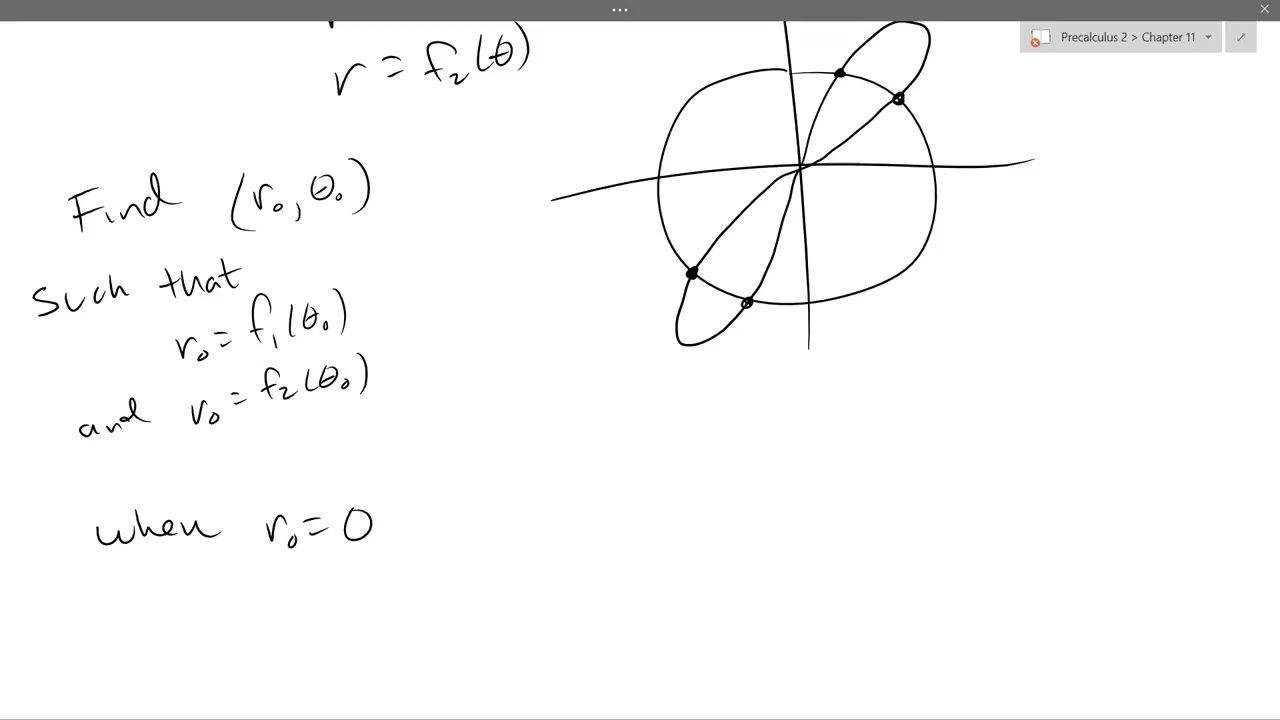 Precalculus 2 > Chapter 11
r = f₂(θ)
Find (r₀, θ₀)
such that
r₀ = f₁(θ₀)
and r₀ = f₂(θ₀)
when r₀ = 0